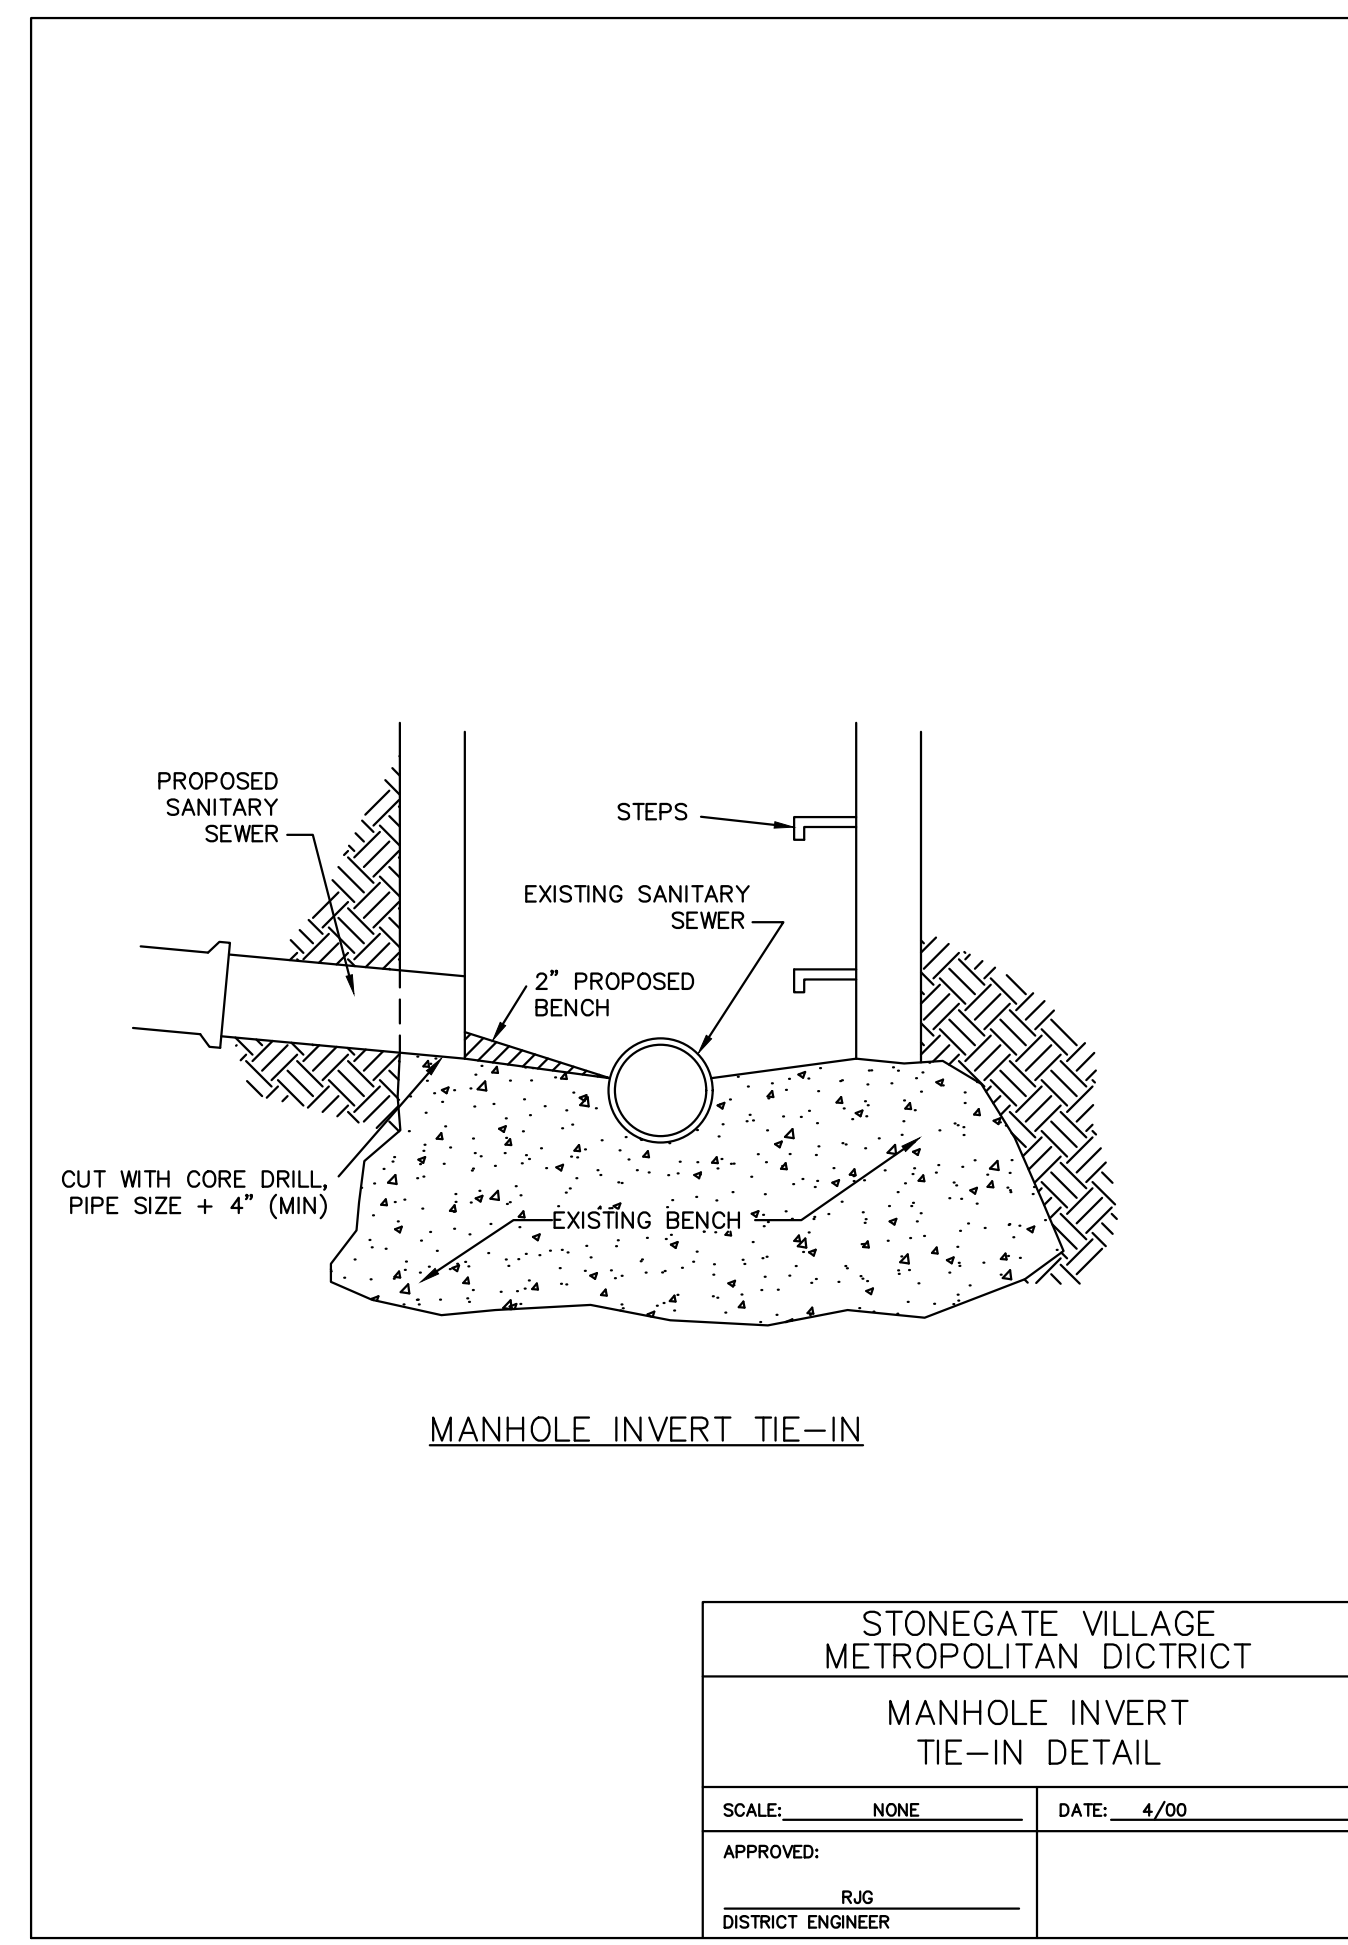 PROPOSED
SANITARY
SEWER
STEPS
EXISTING SANITARY
SEWER
2" PROPOSED
BENCH
CUT WITH CORE DRILL,
PIPE SIZE + 4" (MIN)
EXISTING BENCH
MANHOLE INVERT TIE-IN
STONEGATE VILLAGE
METROPOLITAN DICTRICT
MANHOLE INVERT
TIE-IN DETAIL
SCALE: NONE
DATE: 4/00
APPROVED:
RJG
DISTRICT ENGINEER